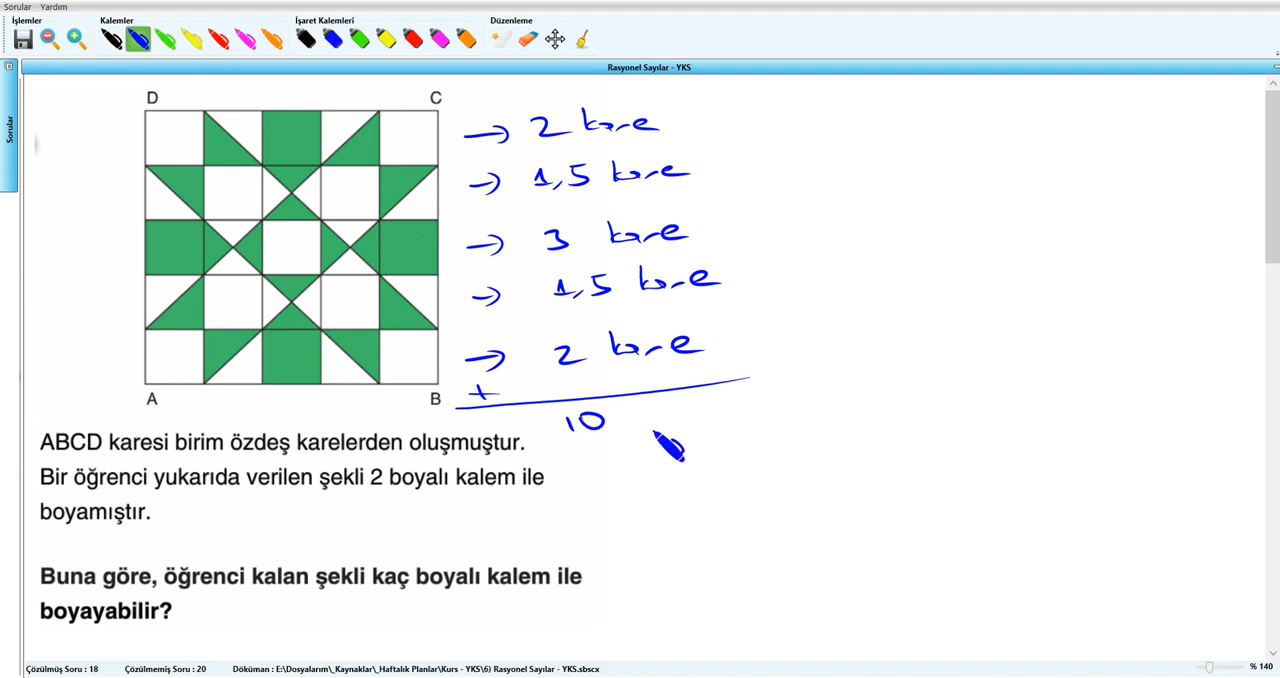 Sorular Yardım
İşlemler Kalemler İşaret Kalemleri Düzenleme
Rasyonel Sayılar - YKS
Sorular
D C
→ 2 kare
→ 1,5 kare
→ 3 kare
→ 1,5 kare
→ 2 kare
+
10
A B
ABCD karesi birim özdeş karelerden oluşmuştur.
Bir öğrenci yukarıda verilen şekli 2 boyalı kalem ile
boyamıştır.
Buna göre, öğrenci kalan şekli kaç boyalı kalem ile
boyayabilir?
Çözülmüş Soru : 18 Çözülmemiş Soru : 20 Döküman : E:\Dosyalarım\_Kaynaklar\_Haftalık Planlar\Kurs - YKS\6) Rasyonel Sayılar - YKS.sbscx % 140